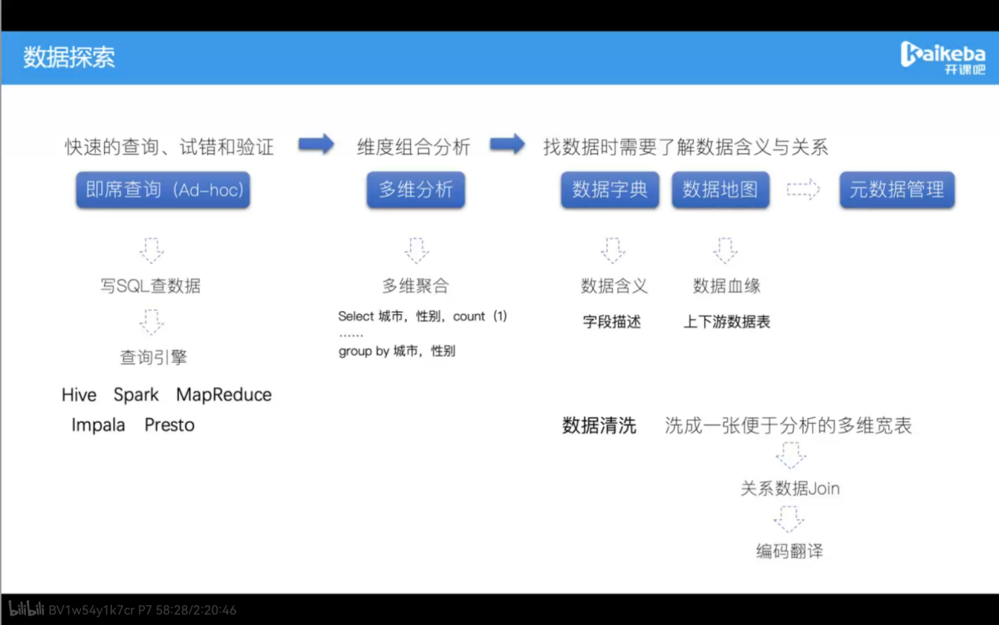 数据探索
kaikeba
开课吧
快速的查询、试错和验证
维度组合分析
找数据时需要了解数据含义与关系
即席查询（Ad-hoc）
多维分析
数据字典
数据地图
元数据管理
写SQL查数据
多维聚合
数据含义
数据血缘
Select 城市，性别，count（1）
……
group by 城市，性别
字段描述
上下游数据表
查询引擎
Hive Spark MapReduce
Impala Presto
数据清洗 洗成一张便于分析的多维宽表
关系数据Join
编码翻译
bilibili BV1w54y1k7cr P7 58:28/2:20:46